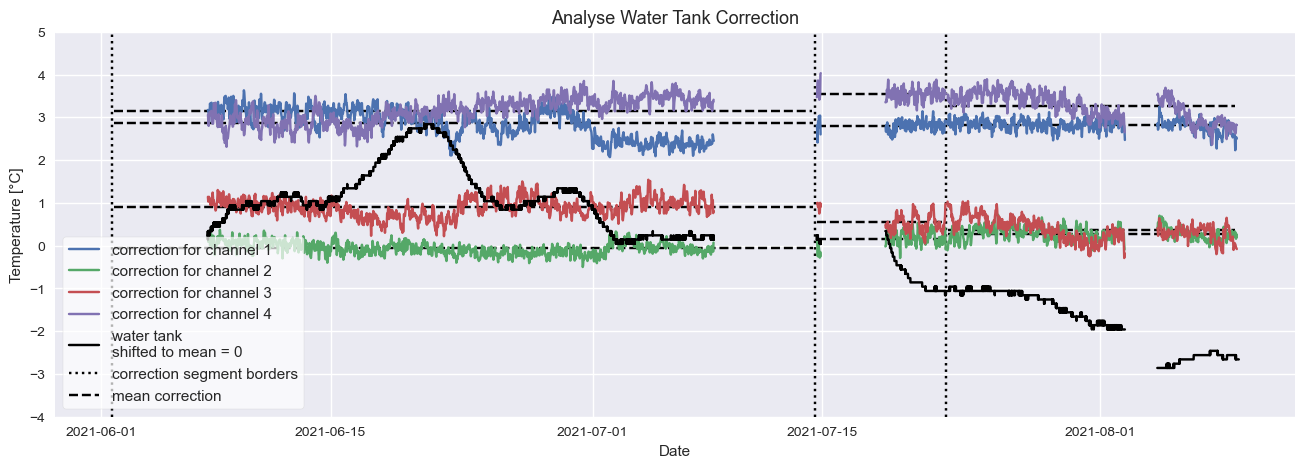 Analyse Water Tank Correction
Temperature [°C]
5
4
3
2
1
0
−1
−2
−3
−4
correction for channel 1
correction for channel 2
correction for channel 3
correction for channel 4
water tank
shifted to mean = 0
correction segment borders
mean correction
2021-06-01
2021-06-15
2021-07-01
2021-07-15
2021-08-01
Date